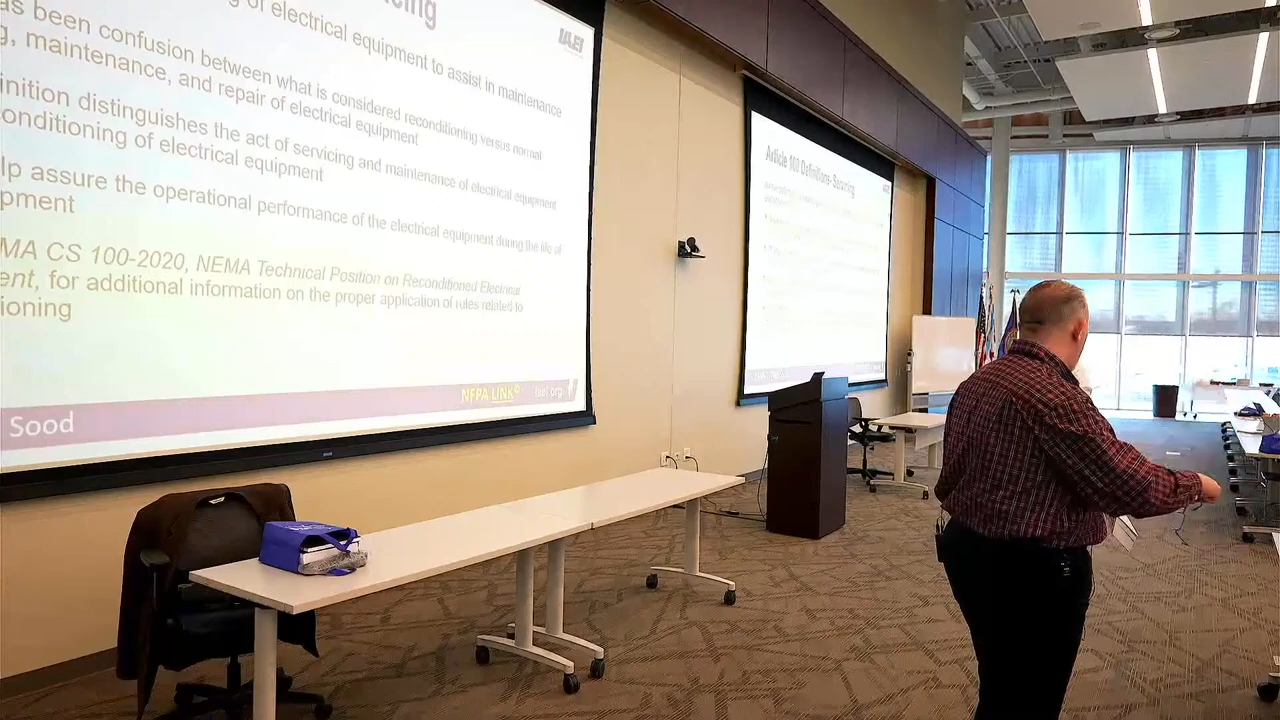 g of electrical equipment to assist in maintenance
as been confusion between what is considered reconditioning versus normal
g, maintenance, and repair of electrical equipment
inition distinguishes the act of servicing and maintenance of electrical equipment
onditioning of electrical equipment
lp assure the operational performance of the electrical equipment during the life of
pment
MA CS 100-2020, NEMA Technical Position on Reconditioned Electrical
ent, for additional information on the proper application of rules related to
ioning
IAEI
NFPA LINK
iaei.org
Sood
Article 100 Definitions- Servicing